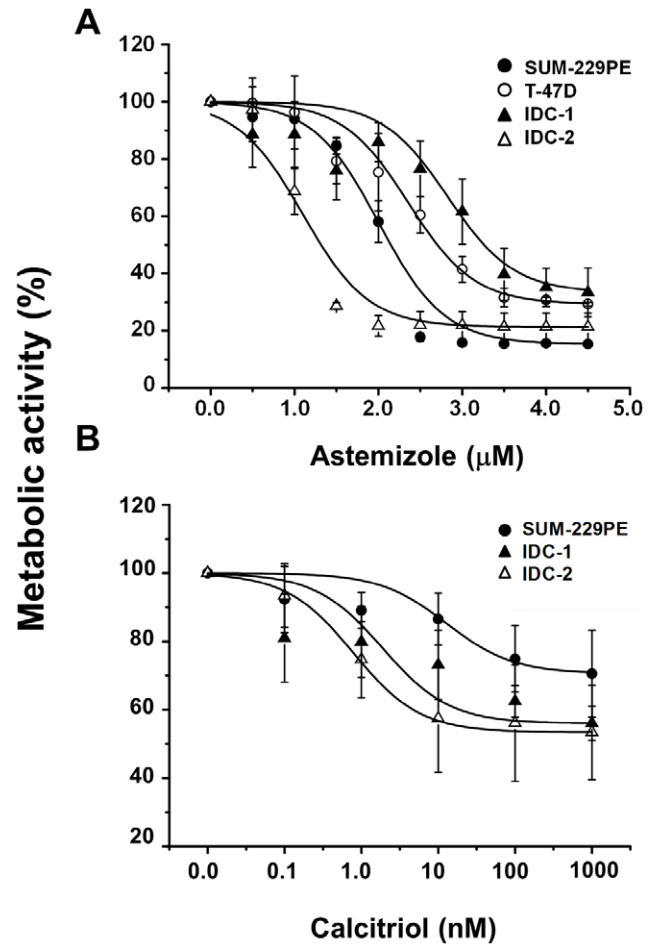 A
120
100
80
60
40
20
0
SUM-229PE
T-47D
IDC-1
IDC-2
0.0 1.0 2.0 3.0 4.0 5.0
Astemizole (μM)
Metabolic activity (%)
B
120
100
80
60
40
20
SUM-229PE
IDC-1
IDC-2
0.0 0.1 1.0 10 100 1000
Calcitriol (nM)